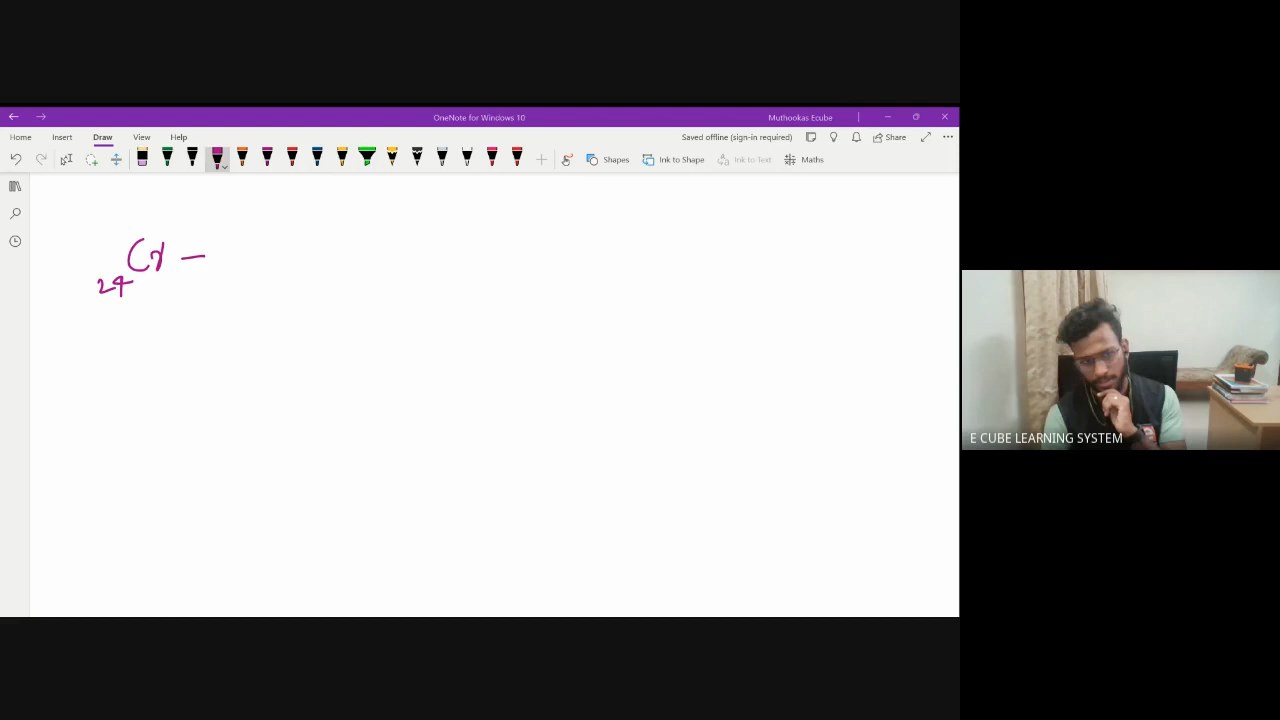 OneNote for Windows 10
Muthookas Ecube
Home Insert Draw View Help
Saved offline (sign-in required)
Share
Shapes
Ink to Shape
Ink to Text
Maths
24Cr —
E CUBE LEARNING SYSTEM